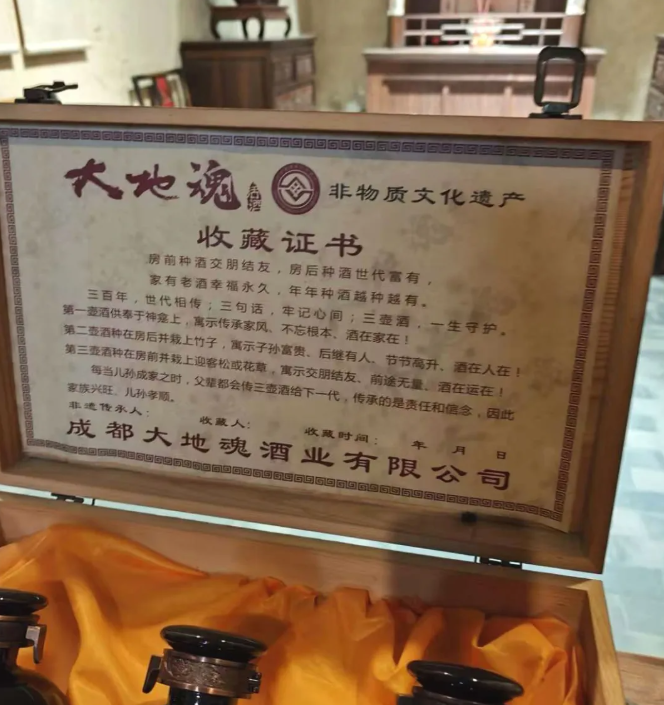 大地魂 非物质文化遗产
收藏证书
房前种酒交朋结友，房后种酒世代富有，
家有老酒幸福永久，年年种酒越种越有。
三百年，世代相传；三句话，牢记心间；三壶酒，一生守护。
第一壶酒供奉于神龛上，寓示传承家风、不忘根本、酒在家在！
第二壶酒种在房后并栽上竹子，寓示子孙富贵、后继有人、节节高升、酒在人在！
第三壶酒种在房前并栽上迎客松或花草，寓示交朋结友、前途无量、酒在运在！
每当儿孙成家之时，父辈都会传三壶酒给下一代，传承的是责任和信念，因此
家族兴旺、儿孙孝顺。
非遗传承人： 收藏人： 收藏时间： 年 月 日
成都大地魂酒业有限公司